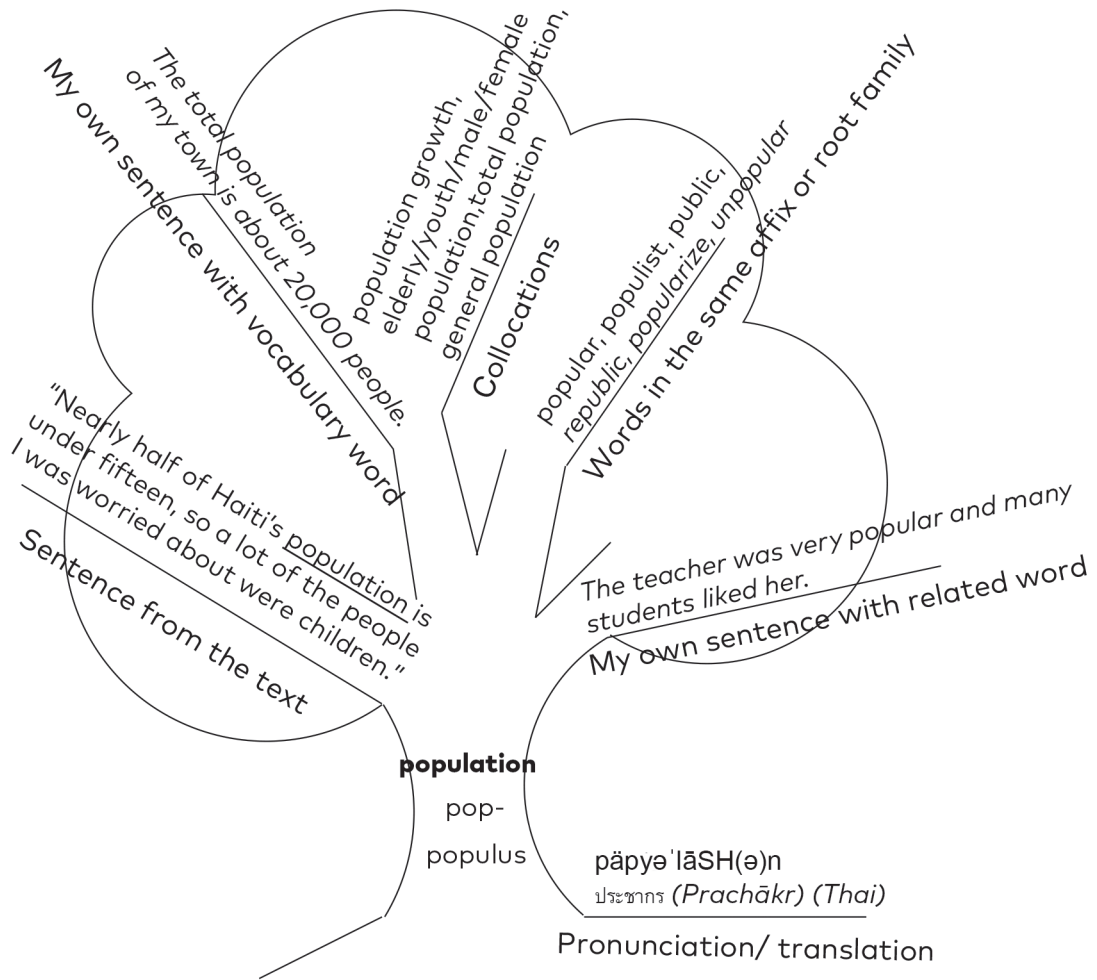 The total population
of my town is about 20,000 people.
My own sentence with vocabulary word
population growth,
elderly/youth/male/female
population,total population,
general population
Collocations
popular, populist, public,
republic, popularize, unpopular
Words in the same affix or root family
"Nearly half of Haiti's population is
under fifteen, so a lot of the people
I was worried about were children."
Sentence from the text
The teacher was very popular and many
students liked her.
My own sentence with related word
population
pop-
populus
päpyəˈlāSH(ə)n
ประชากร (Prachākr) (Thai)
Pronunciation/ translation